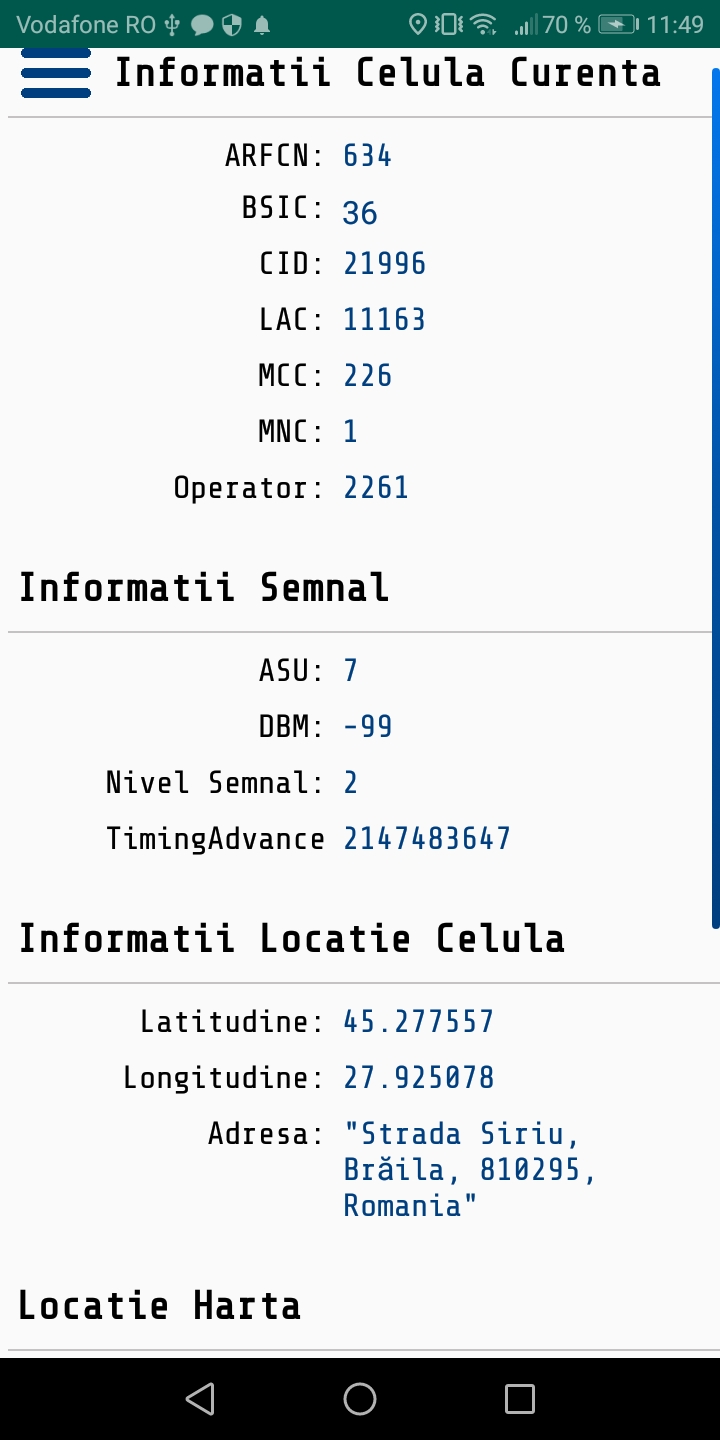 Vodafone RO 70 % 11:49
Informatii Celula Curenta
ARFCN: 634
BSIC: 36
CID: 21996
LAC: 11163
MCC: 226
MNC: 1
Operator: 2261
Informatii Semnal
ASU: 7
DBM: -99
Nivel Semnal: 2
TimingAdvance 2147483647
Informatii Locatie Celula
Latitudine: 45.277557
Longitudine: 27.925078
Adresa: "Strada Siriu,
Brăila, 810295,
Romania"
Locatie Harta